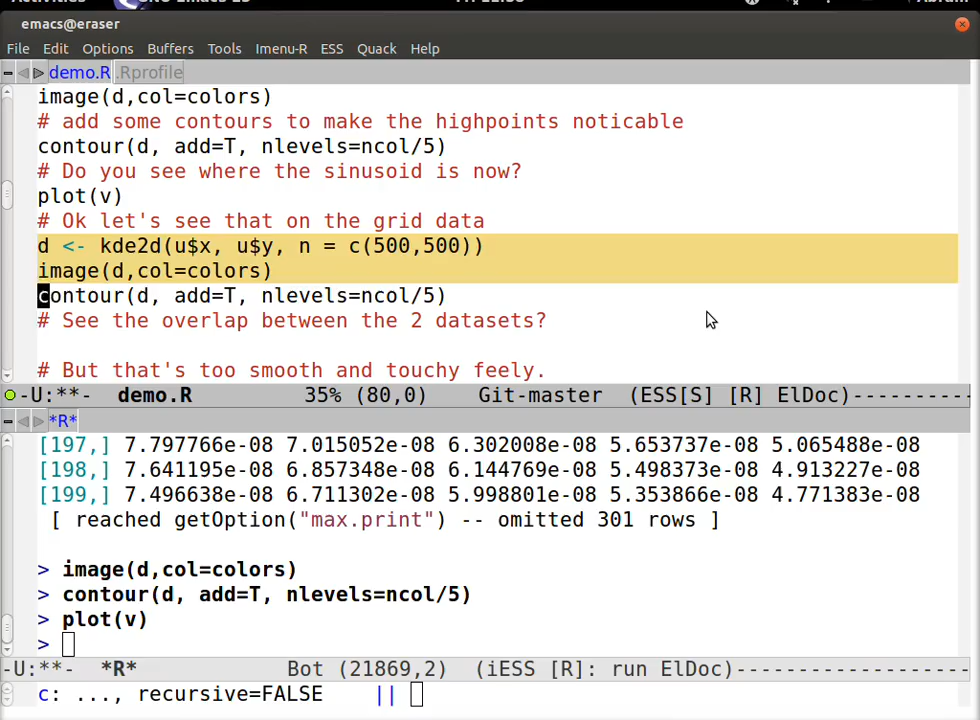 emacs@eraser
File Edit Options Buffers Tools Imenu-R ESS Quack Help
demo.R .Rprofile
image(d,col=colors)
# add some contours to make the highpoints noticable
contour(d, add=T, nlevels=ncol/5)
# Do you see where the sinusoid is now?
plot(v)
# Ok let's see that on the grid data
d <- kde2d(u$x, u$y, n = c(500,500))
image(d,col=colors)
contour(d, add=T, nlevels=ncol/5)
# See the overlap between the 2 datasets?
# But that's too smooth and touchy feely.
-U:**- demo.R 35% (80,0) Git-master (ESS[S] [R] ElDoc)----------
*R*
[197,] 7.797766e-08 7.015052e-08 6.302008e-08 5.653737e-08 5.065488e-08
[198,] 7.641195e-08 6.857348e-08 6.144769e-08 5.498373e-08 4.913227e-08
[199,] 7.496638e-08 6.711302e-08 5.998801e-08 5.353866e-08 4.771383e-08
[ reached getOption("max.print") -- omitted 301 rows ]
> image(d,col=colors)
> contour(d, add=T, nlevels=ncol/5)
> plot(v)
>
-U:**- *R* Bot (21869,2) (iESS [R]: run ElDoc)-------------------
c: ..., recursive=FALSE ||